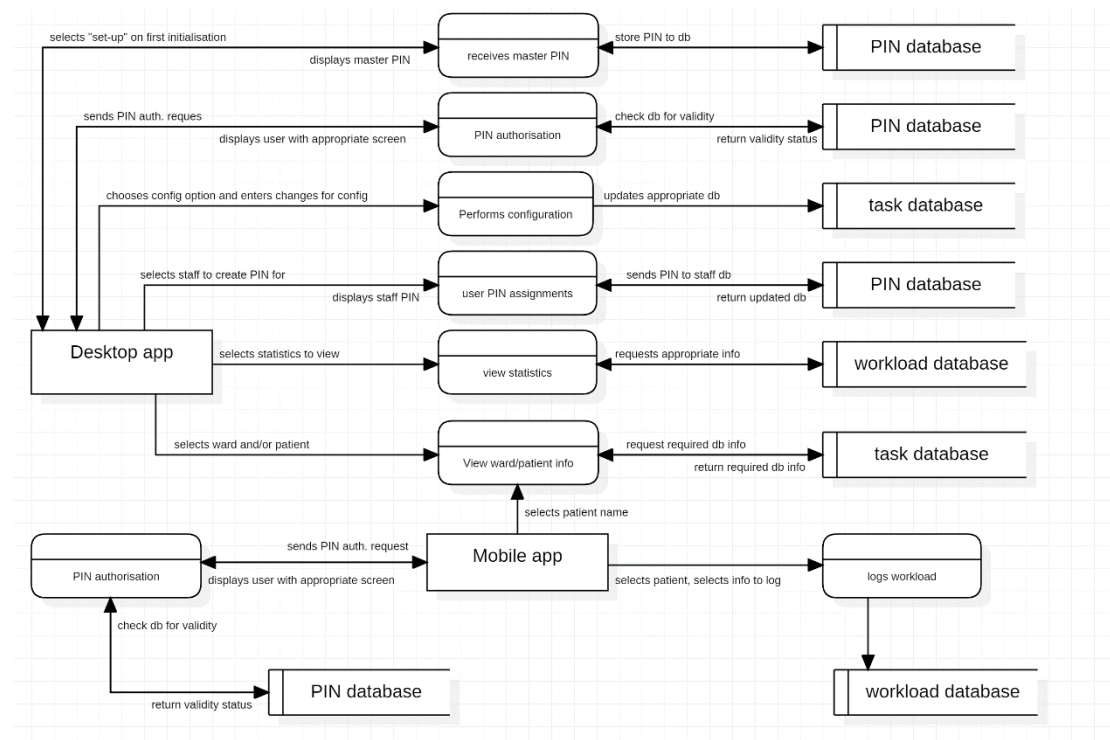 selects "set-up" on first initialisation
displays master PIN
receives master PIN
store PIN to db
PIN database
sends PIN auth. reques
displays user with appropriate screen
PIN authorisation
check db for validity
return validity status
PIN database
chooses config option and enters changes for config
Performs configuration
updates appropriate db
task database
selects staff to create PIN for
displays staff PIN
user PIN assignments
sends PIN to staff db
return updated db
PIN database
Desktop app
selects statistics to view
view statistics
requests appropriate info
workload database
selects ward and/or patient
View ward/patient info
request required db info
return required db info
task database
selects patient name
PIN authorisation
sends PIN auth. request
displays user with appropriate screen
Mobile app
selects patient, selects info to log
logs workload
check db for validity
return validity status
PIN database
workload database